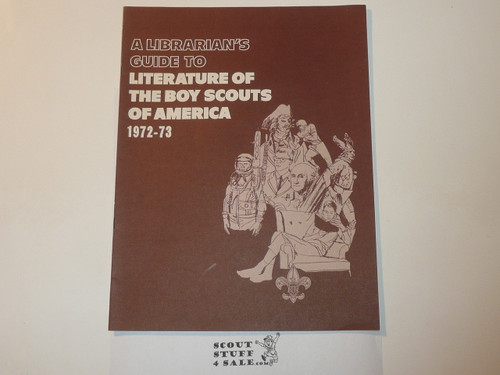 A LIBRARIAN'S
GUIDE TO
LITERATURE OF
THE BOY SCOUTS
OF AMERICA
1972-73
SCOUT
STUFF
4 SALE.com